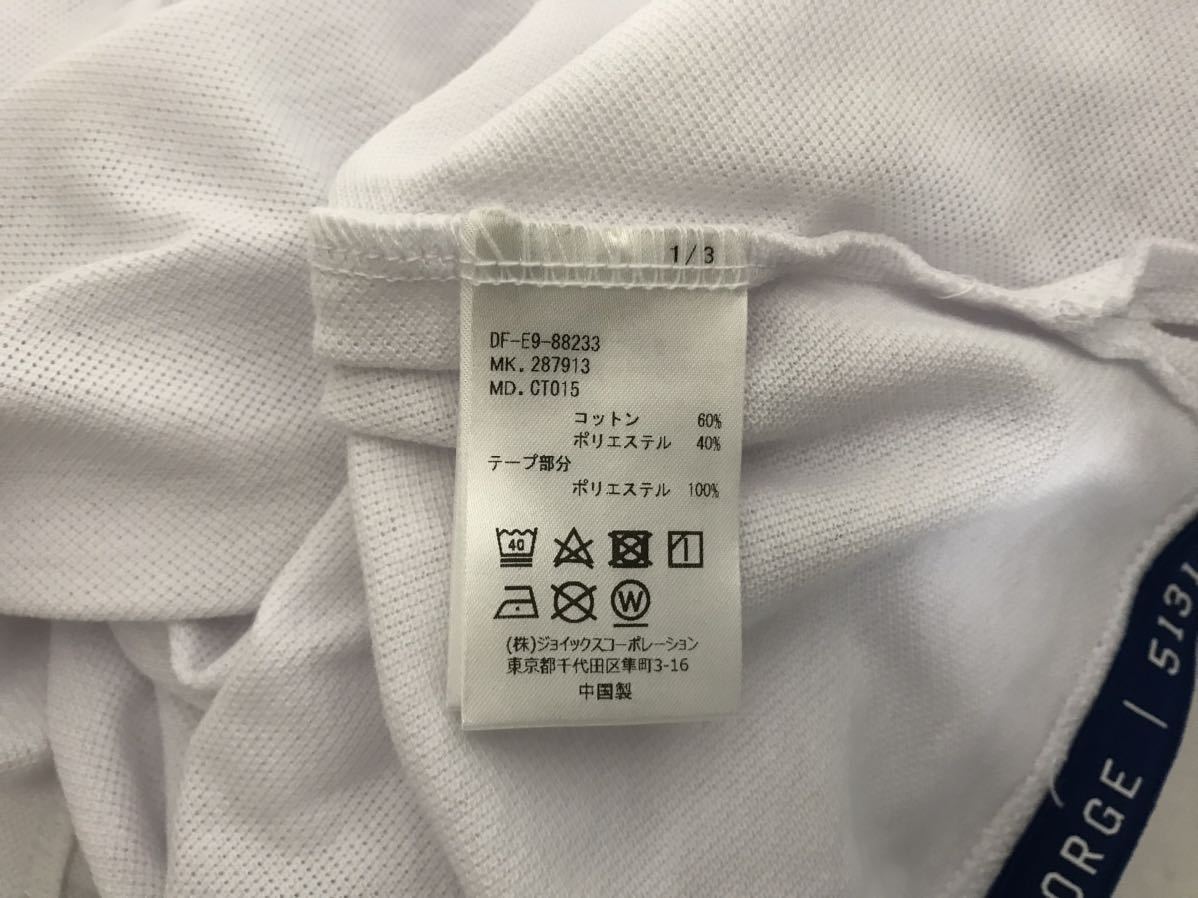 1/3
DF-E9-88233
MK. 287913
MD. CT015
コットン 60%
ポリエステル 40%
テープ部分
ポリエステル 100%
40
1
W
(株)ジョイックスコーポレーション
東京都千代田区隼町3-16
中国製
ORGE | 5131